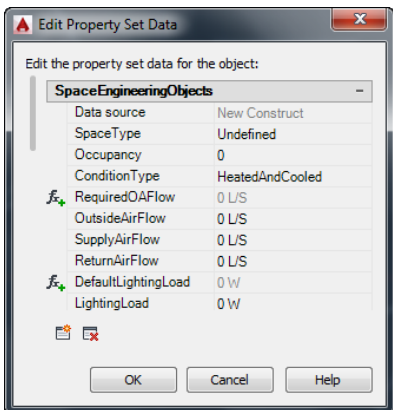 Edit Property Set Data
Edit the property set data for the object:
SpaceEngineeringObjects
Data source New Construct
SpaceType Undefined
Occupancy 0
ConditionType HeatedAndCooled
RequiredOAFlow 0 L/S
OutsideAirFlow 0 L/S
SupplyAirFlow 0 L/S
ReturnAirFlow 0 L/S
DefaultLightingLoad 0 W
LightingLoad 0 W
OK Cancel Help